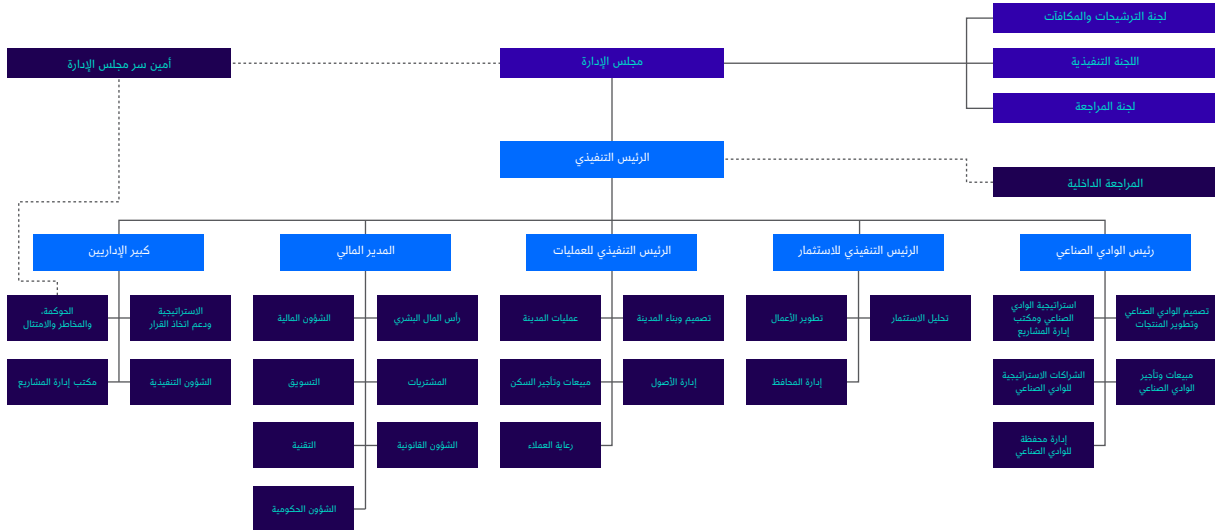 لجنة الترشيحات والمكافآت
أمين سر مجلس الإدارة
مجلس الإدارة
اللجنة التنفيذية
لجنة المراجعة
الرئيس التنفيذي
المراجعة الداخلية
رئيس الوادي الصناعي
الرئيس التنفيذي للاستثمار
الرئيس التنفيذي للعمليات
المدير المالي
كبير الإداريين
تصميم الوادي الصناعي
وتطوير المنتجات
استراتيجية الوادي
الصناعي ومكتب
إدارة المشاريع
مبيعات وتأجير
الوادي الصناعي
الشراكات الاستراتيجية
للوادي الصناعي
إدارة محفظة
للوادي الصناعي
تحليل الاستثمار
تطوير الأعمال
إدارة المحافظ
تصميم وبناء المدينة
عمليات المدينة
إدارة الأصول
مبيعات وتأجير السكن
رعاية العملاء
رأس المال البشري
الشؤون المالية
المشتريات
التسويق
الشؤون القانونية
التقنية
الشؤون الحكومية
الاستراتيجية
ودعم اتخاذ القرار
الحوكمة،
والمخاطر والامتثال
الشؤون التنفيذية
مكتب إدارة المشاريع